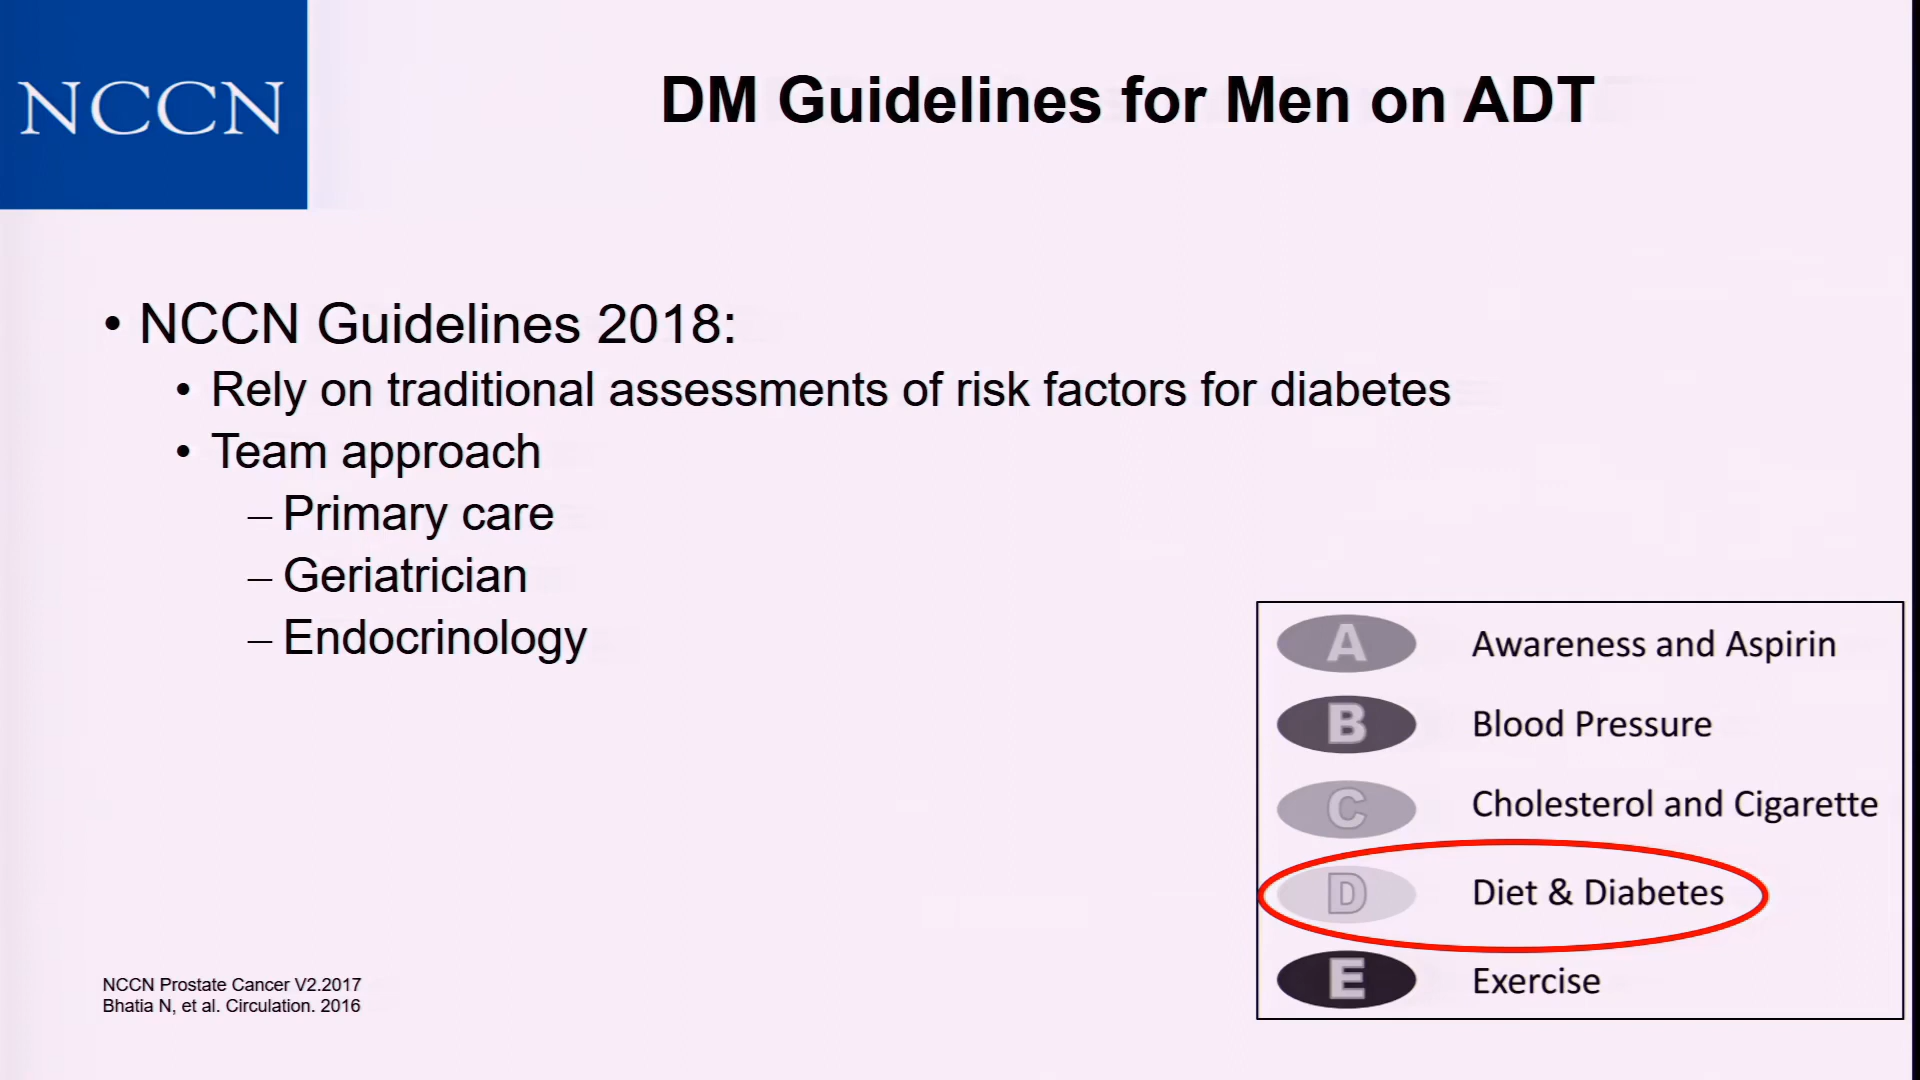 NCCN
DM Guidelines for Men on ADT
• NCCN Guidelines 2018:
• Rely on traditional assessments of risk factors for diabetes
• Team approach
– Primary care
– Geriatrician
– Endocrinology
A Awareness and Aspirin
B Blood Pressure
C Cholesterol and Cigarette
D Diet & Diabetes
E Exercise
NCCN Prostate Cancer V2.2017
Bhatia N, et al. Circulation. 2016